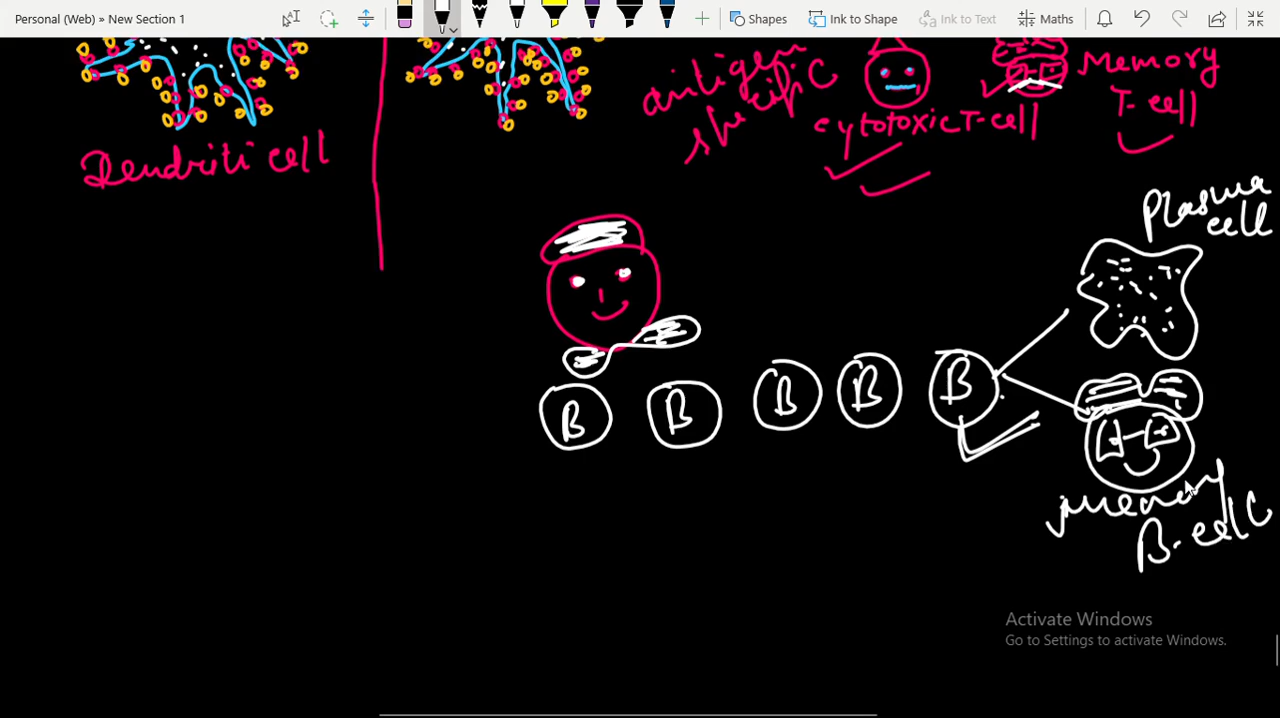 Personal (Web) » New Section 1
Shapes
Ink to Shape
Ink to Text
Maths
antigen
specific
cytotoxic T-cell
Memory
T-cell
Dendriti cell
Plasma
cell
B B B B B
Memory
B-cell
Activate Windows
Go to Settings to activate Windows.